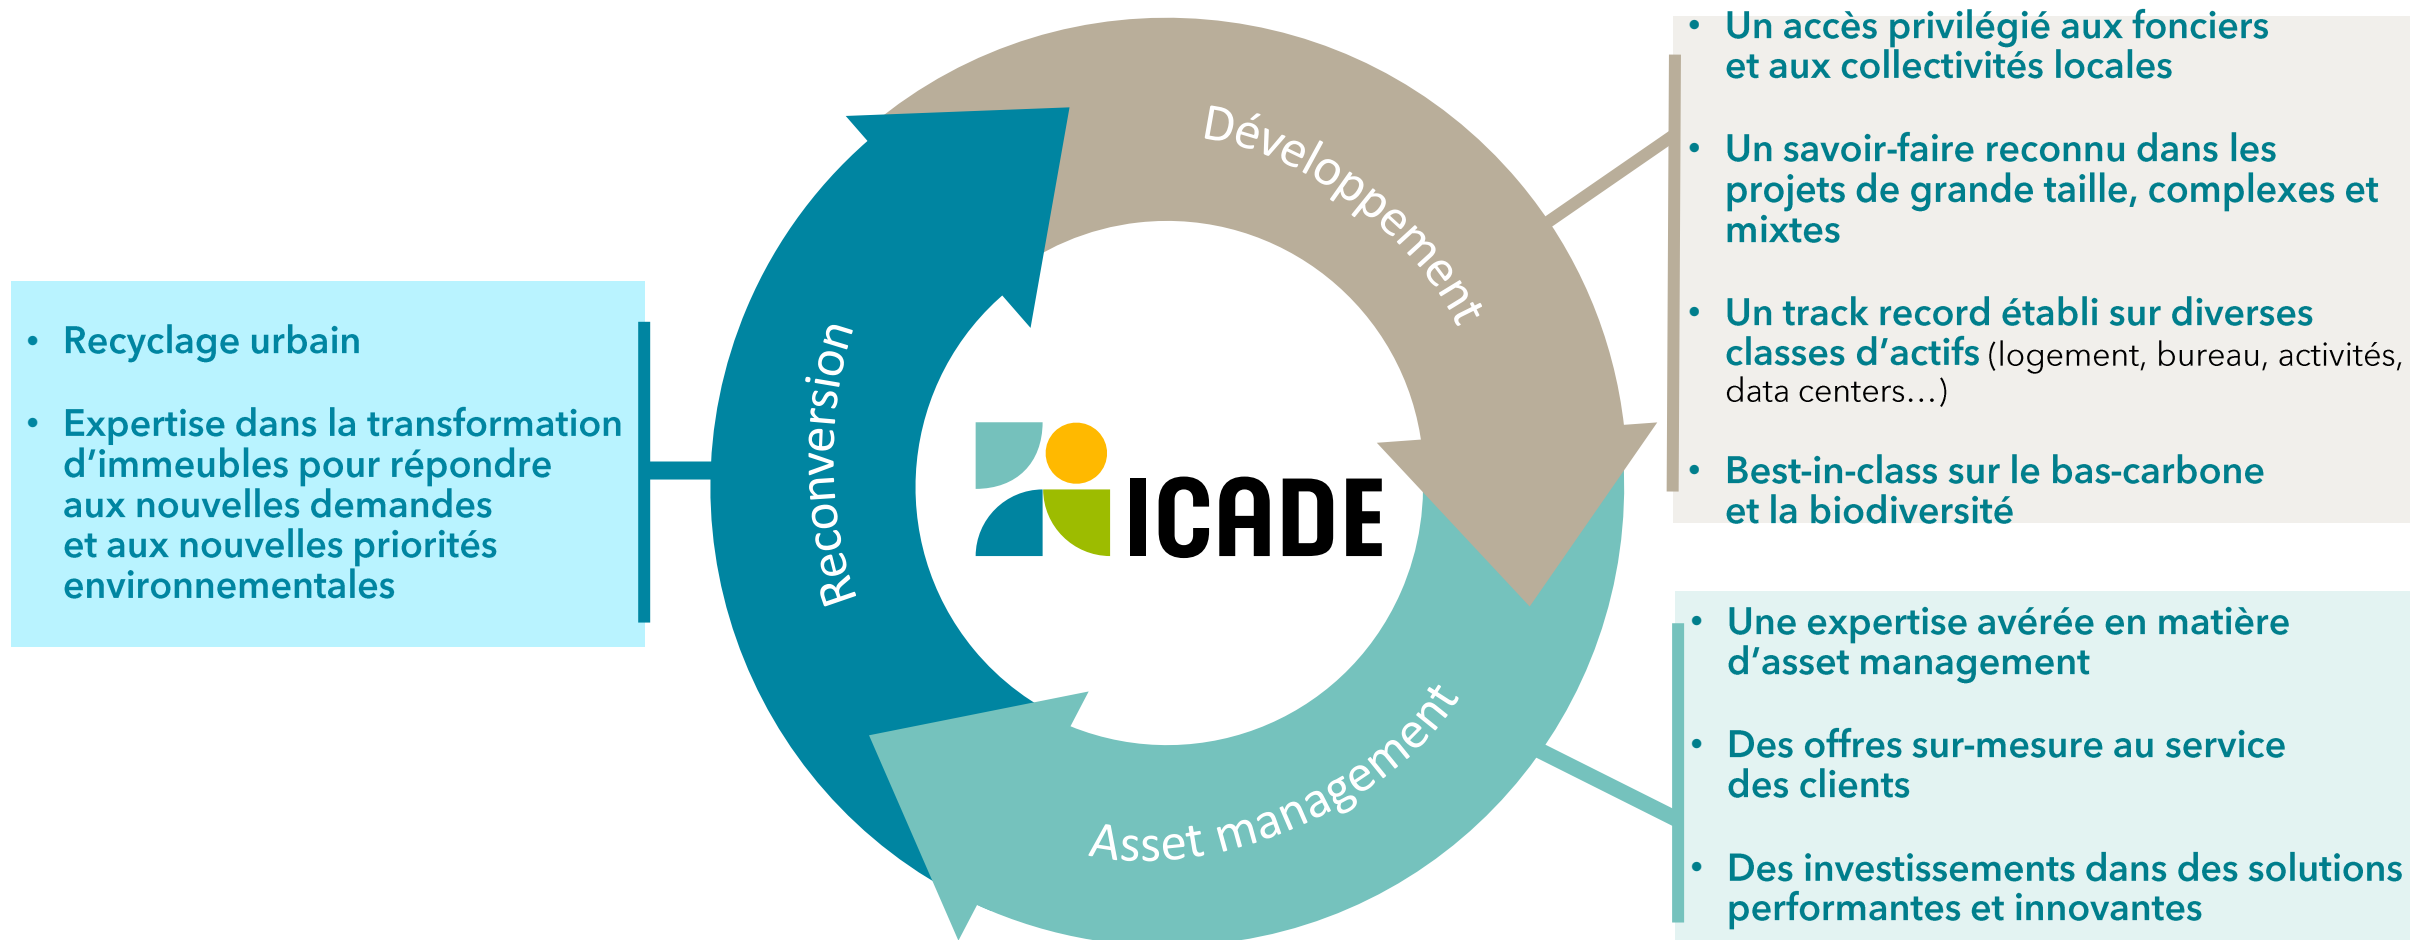 • Recyclage urbain
• Expertise dans la transformation
d’immeubles pour répondre
aux nouvelles demandes
et aux nouvelles priorités
environnementales
Reconversion
Développement
Asset management
ICADE
• Un accès privilégié aux fonciers
et aux collectivités locales
• Un savoir-faire reconnu dans les
projets de grande taille, complexes et
mixtes
• Un track record établi sur diverses
classes d’actifs (logement, bureau, activités,
data centers…)
• Best-in-class sur le bas-carbone
et la biodiversité
• Une expertise avérée en matière
d’asset management
• Des offres sur-mesure au service
des clients
• Des investissements dans des solutions
performantes et innovantes